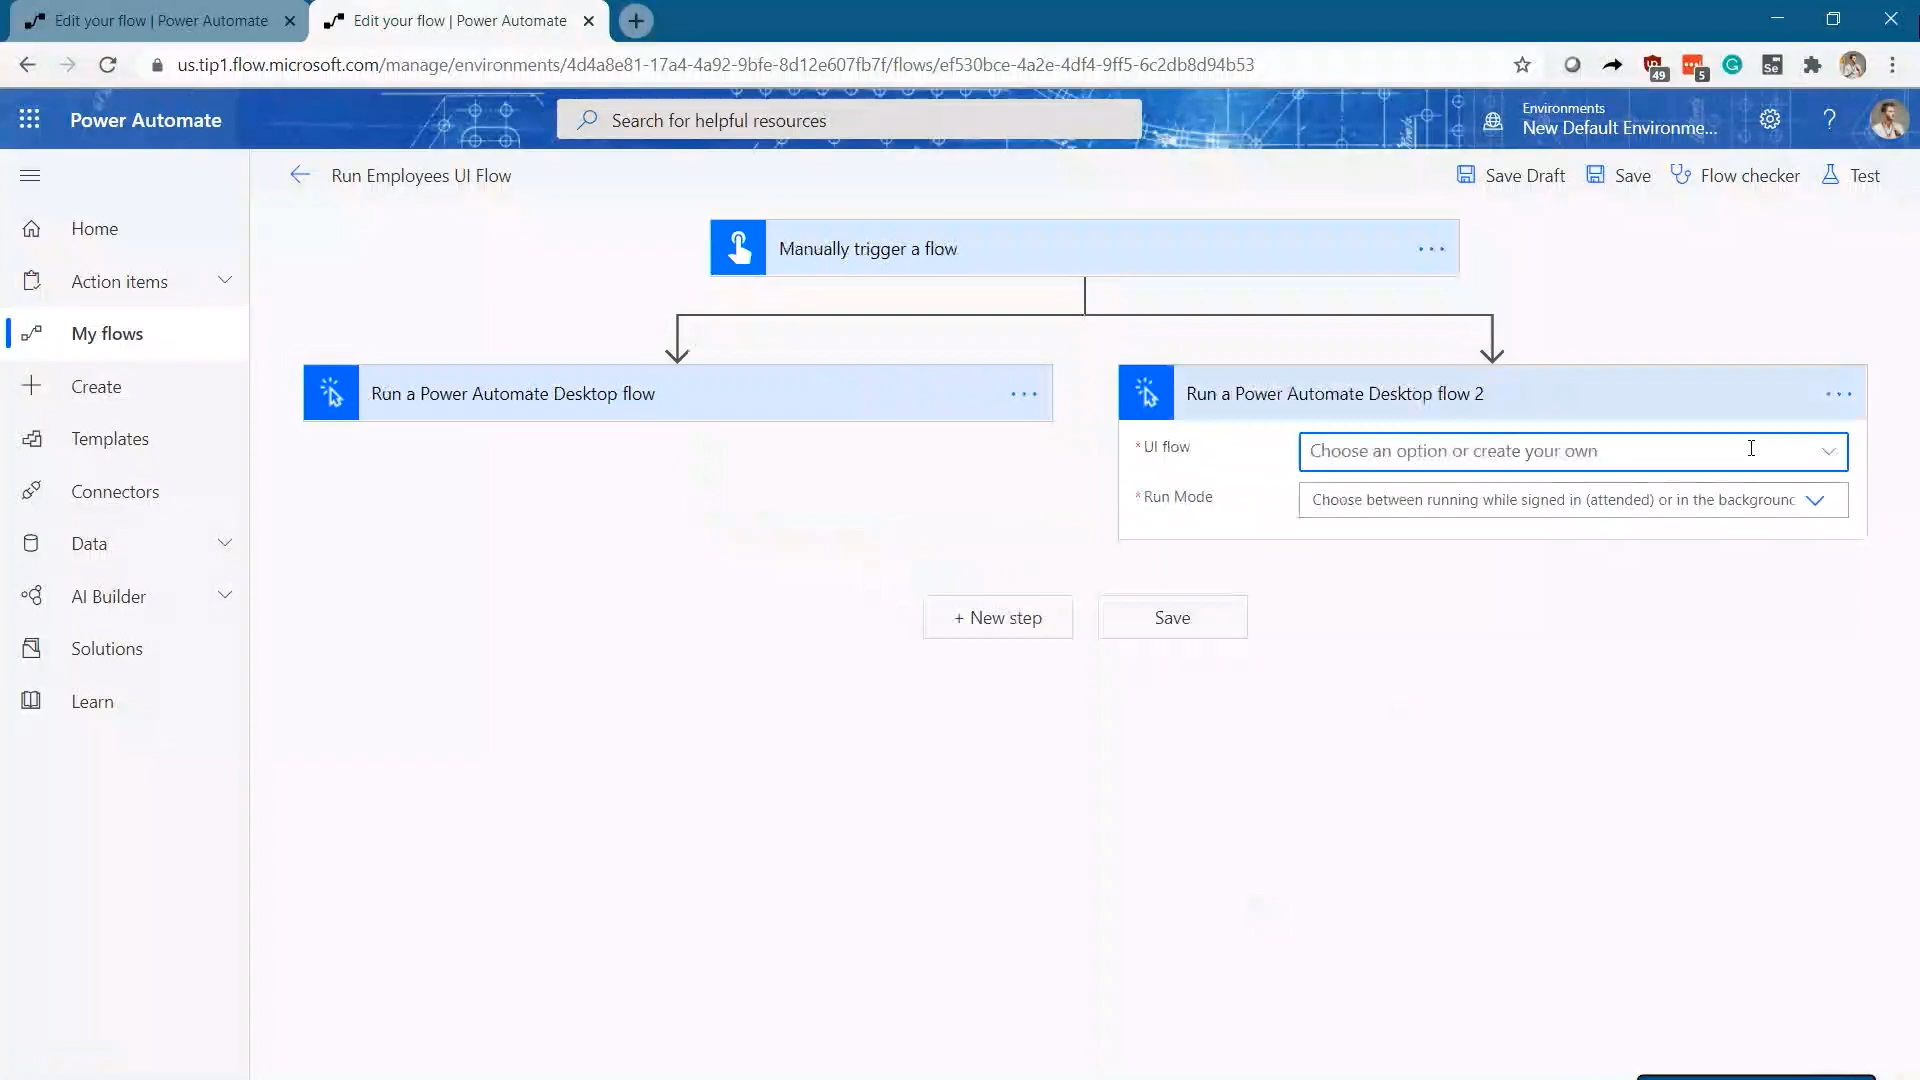 Edit your flow | Power Automate
Edit your flow | Power Automate
us.tip1.flow.microsoft.com/manage/environments/4d4a8e81-17a4-4a92-9bfe-8d12e607fb7f/flows/ef530bce-4a2e-4df4-9ff5-6c2db8d94b53
49
5
Se
Power Automate
Search for helpful resources
Environments
New Default Environme...
Run Employees UI Flow
Save Draft
Save
Flow checker
Test
Home
Action items
My flows
Create
Templates
Connectors
Data
AI Builder
Solutions
Learn
Manually trigger a flow
Run a Power Automate Desktop flow
Run a Power Automate Desktop flow 2
* UI flow
Choose an option or create your own
* Run Mode
Choose between running while signed in (attended) or in the background
+ New step
Save